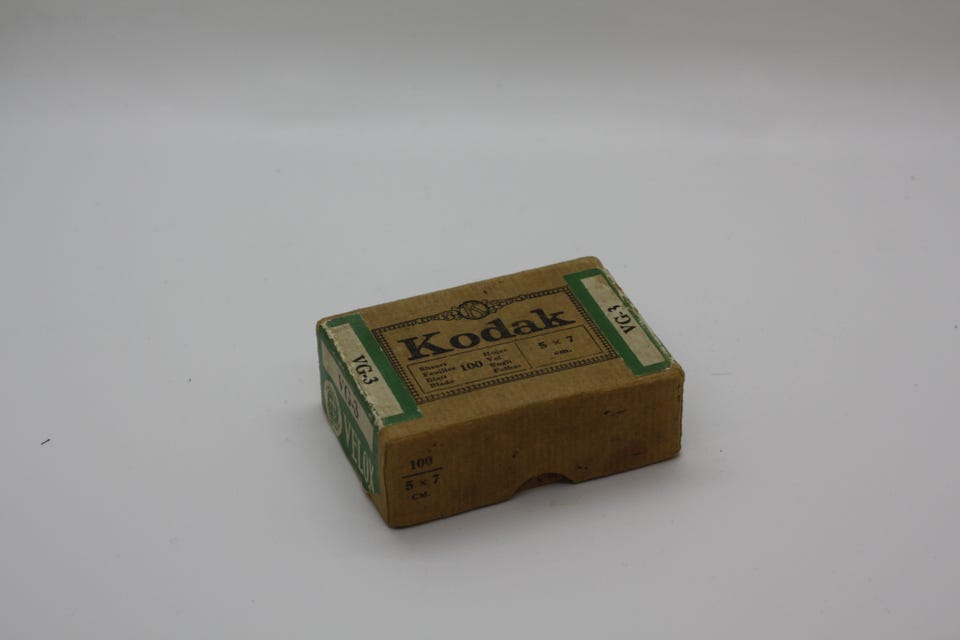 Kodak
Sheets
Feuilles
Blatt
Blade
100
Hojas
Vel
Fogli
Folhas
5 x 7
cm.
VG-3
VG-3
VG-3
VELOX
100
5 x 7
CM.